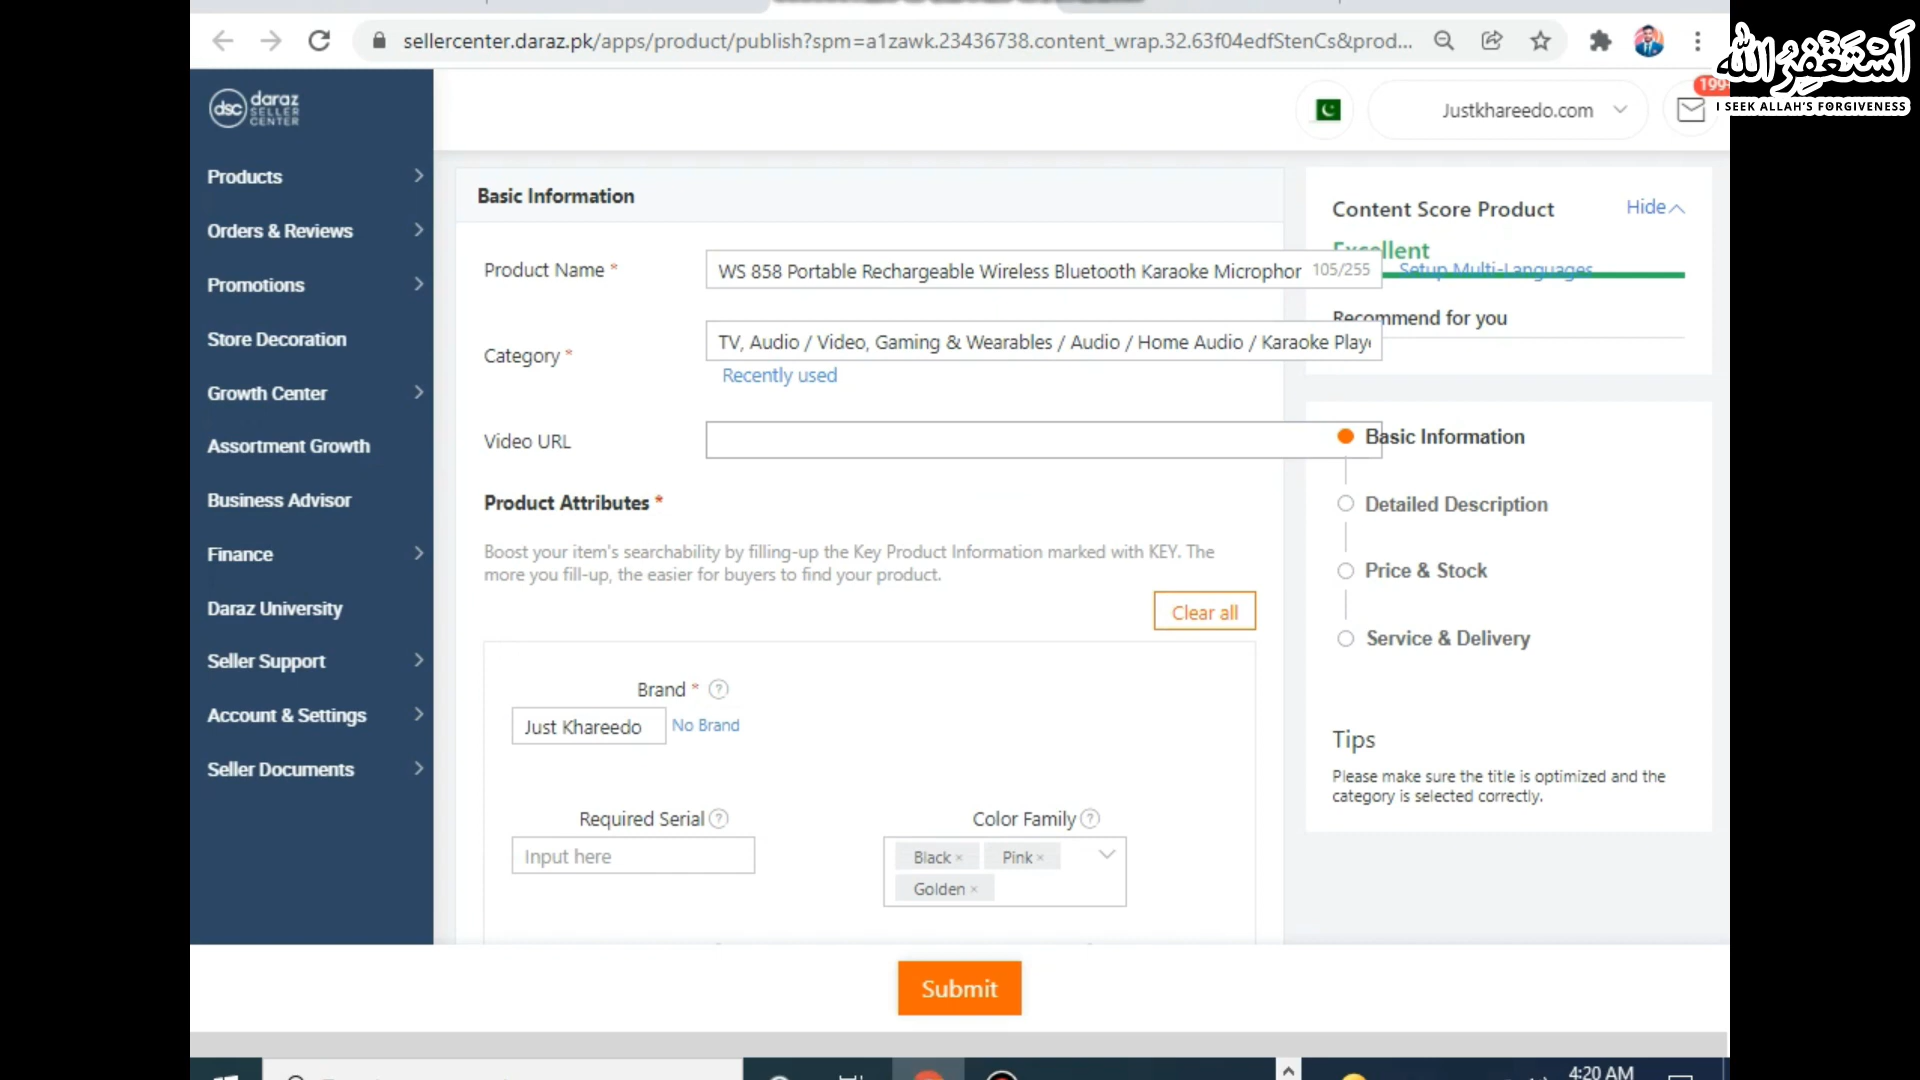 sellercenter.daraz.pk/apps/product/publish?spm=a1zawk.23436738.content_wrap.32.63f04edfStenCs&prod...
أستغفر الله
I SEEK ALLAH'S FORGIVENESS
dsc daraz
SELLER
CENTER
Justkhareedo.com
199
Products
Orders & Reviews
Promotions
Store Decoration
Growth Center
Assortment Growth
Business Advisor
Finance
Daraz University
Seller Support
Account & Settings
Seller Documents
Basic Information
Product Name *
WS 858 Portable Rechargeable Wireless Bluetooth Karaoke Microphor 105/255
Setup Multi-Languages
Category *
TV, Audio / Video, Gaming & Wearables / Audio / Home Audio / Karaoke Playe
Recently used
Video URL
Product Attributes *
Boost your item's searchability by filling-up the Key Product Information marked with KEY. The
more you fill-up, the easier for buyers to find your product.
Clear all
Brand *
Just Khareedo No Brand
Required Serial
Input here
Color Family
Black × Pink ×
Golden ×
Content Score Product Hide
Excellent
Recommend for you
Basic Information
Detailed Description
Price & Stock
Service & Delivery
Tips
Please make sure the title is optimized and the
category is selected correctly.
Submit
4:20 AM